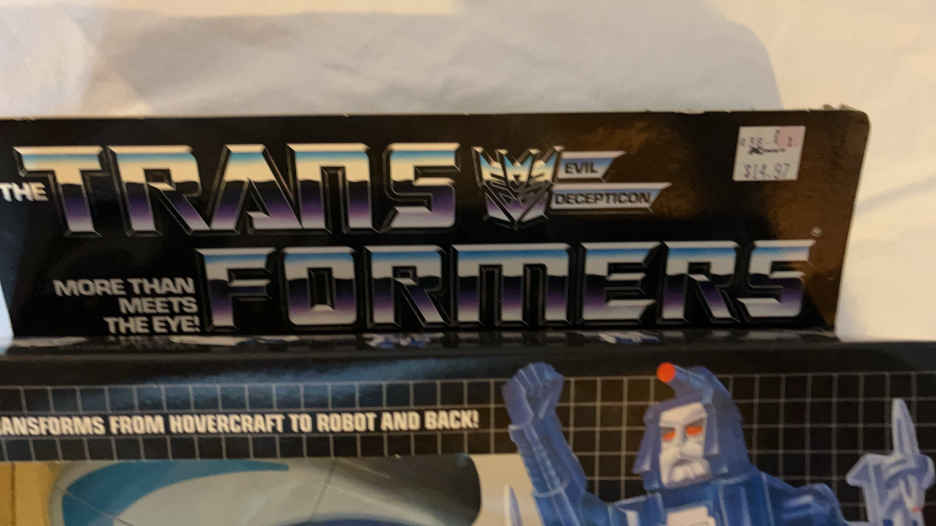 THE TRANS
EVIL
DECEPTICON
FORMERS
MORE THAN
MEETS
THE EYE!
$14.97
ANSFORMS FROM HOVERCRAFT TO ROBOT AND BACK!